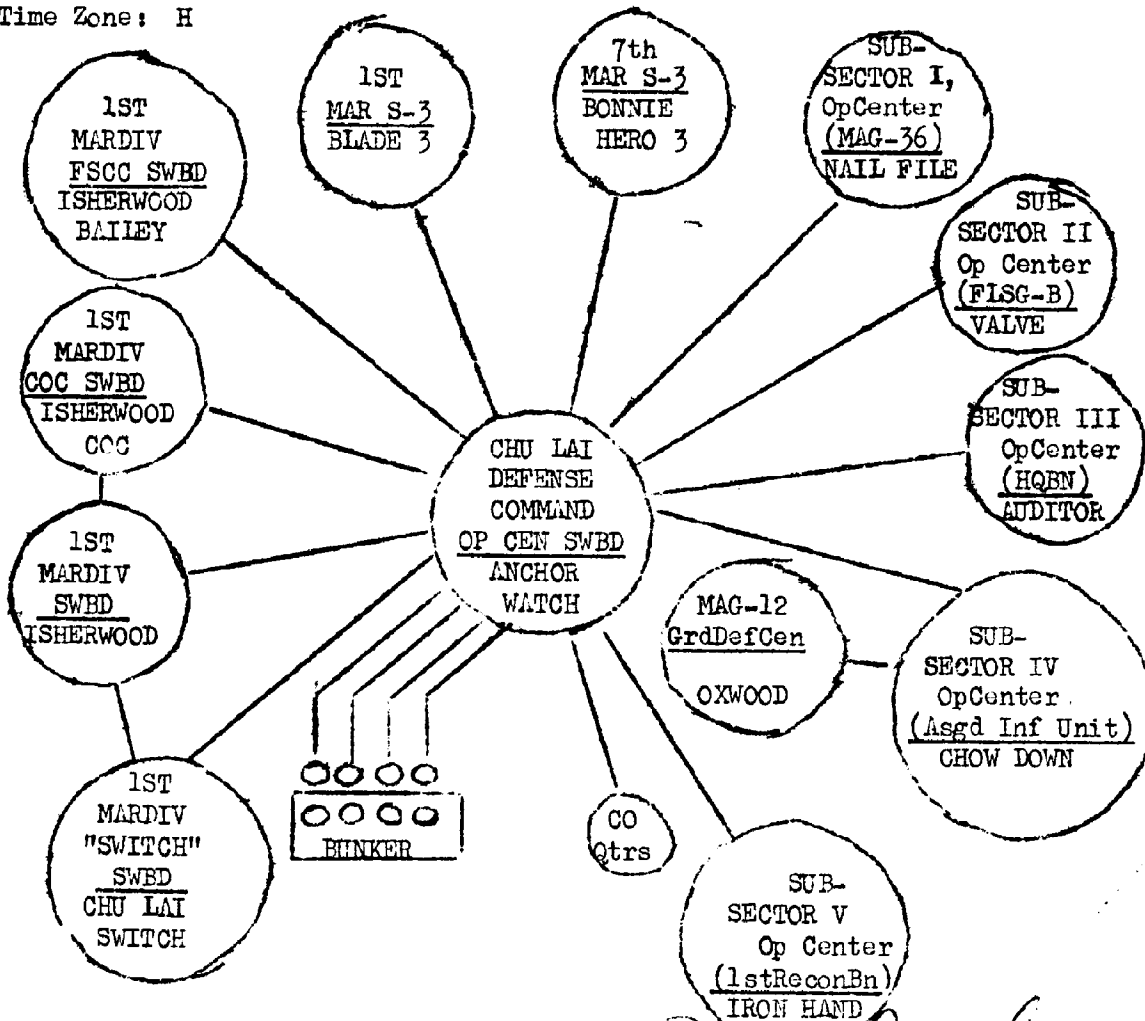 Time Zone: H
1ST
MARDIV
FSCC SWBD
ISHERWOOD
BAILEY
1ST
MAR S-3
BLADE 3
7th
MAR S-3
BONNIE
HERO 3
SUB-
SECTOR I,
OpCenter
(MAG-36)
NAIL FILE
SUB-
SECTOR II
Op Center
(FLSG-B)
VALVE
1ST
MARDIV
COC SWBD
ISHERWOOD
COC
SUB-
SECTOR III
OpCenter
(HQBN)
AUDITOR
CHU LAI
DEFENSE
COMMAND
OP CEN SWBD
ANCHOR
WATCH
1ST
MARDIV
SWBD
ISHERWOOD
MAG-12
GrdDefCen
OXWOOD
SUB-
SECTOR IV
OpCenter
(Asgd Inf Unit)
CHOW DOWN
1ST
MARDIV
"SWITCH"
SWBD
CHU LAI
SWITCH
BUNKER
CO
Qtrs
SUB-
SECTOR V
Op Center
(1stReconBn)
IRON HAND